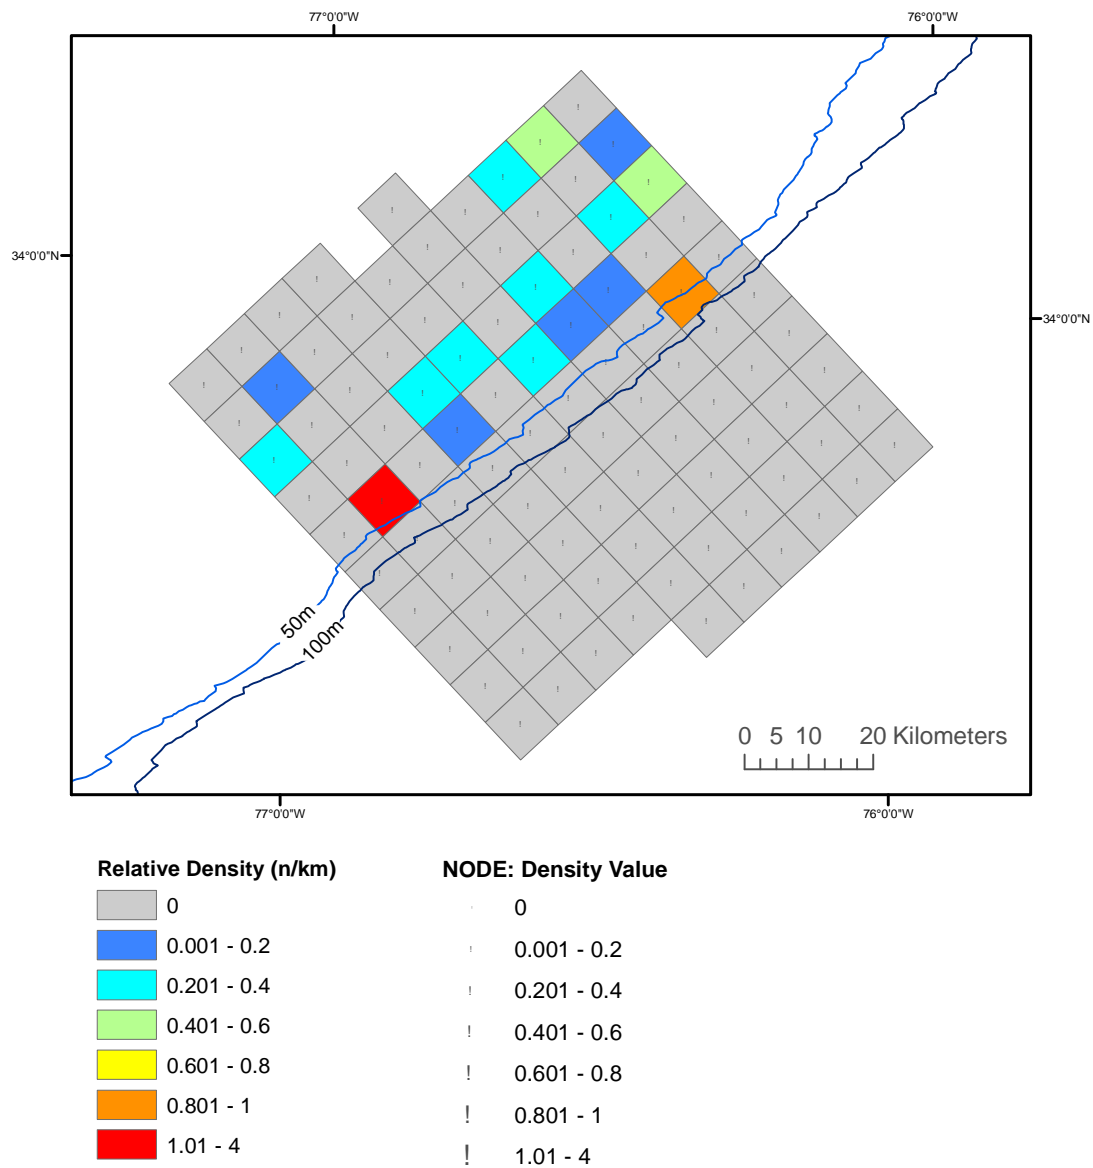 77°0'0"W
76°0'0"W
34°0'0"N
34°0'0"N
50m
100m
0 5 10 20 Kilometers
77°0'0"W
76°0'0"W
Relative Density (n/km)
0
0.001 - 0.2
0.201 - 0.4
0.401 - 0.6
0.601 - 0.8
0.801 - 1
1.01 - 4
NODE: Density Value
! 0
! 0.001 - 0.2
! 0.201 - 0.4
! 0.401 - 0.6
! 0.601 - 0.8
! 0.801 - 1
! 1.01 - 4